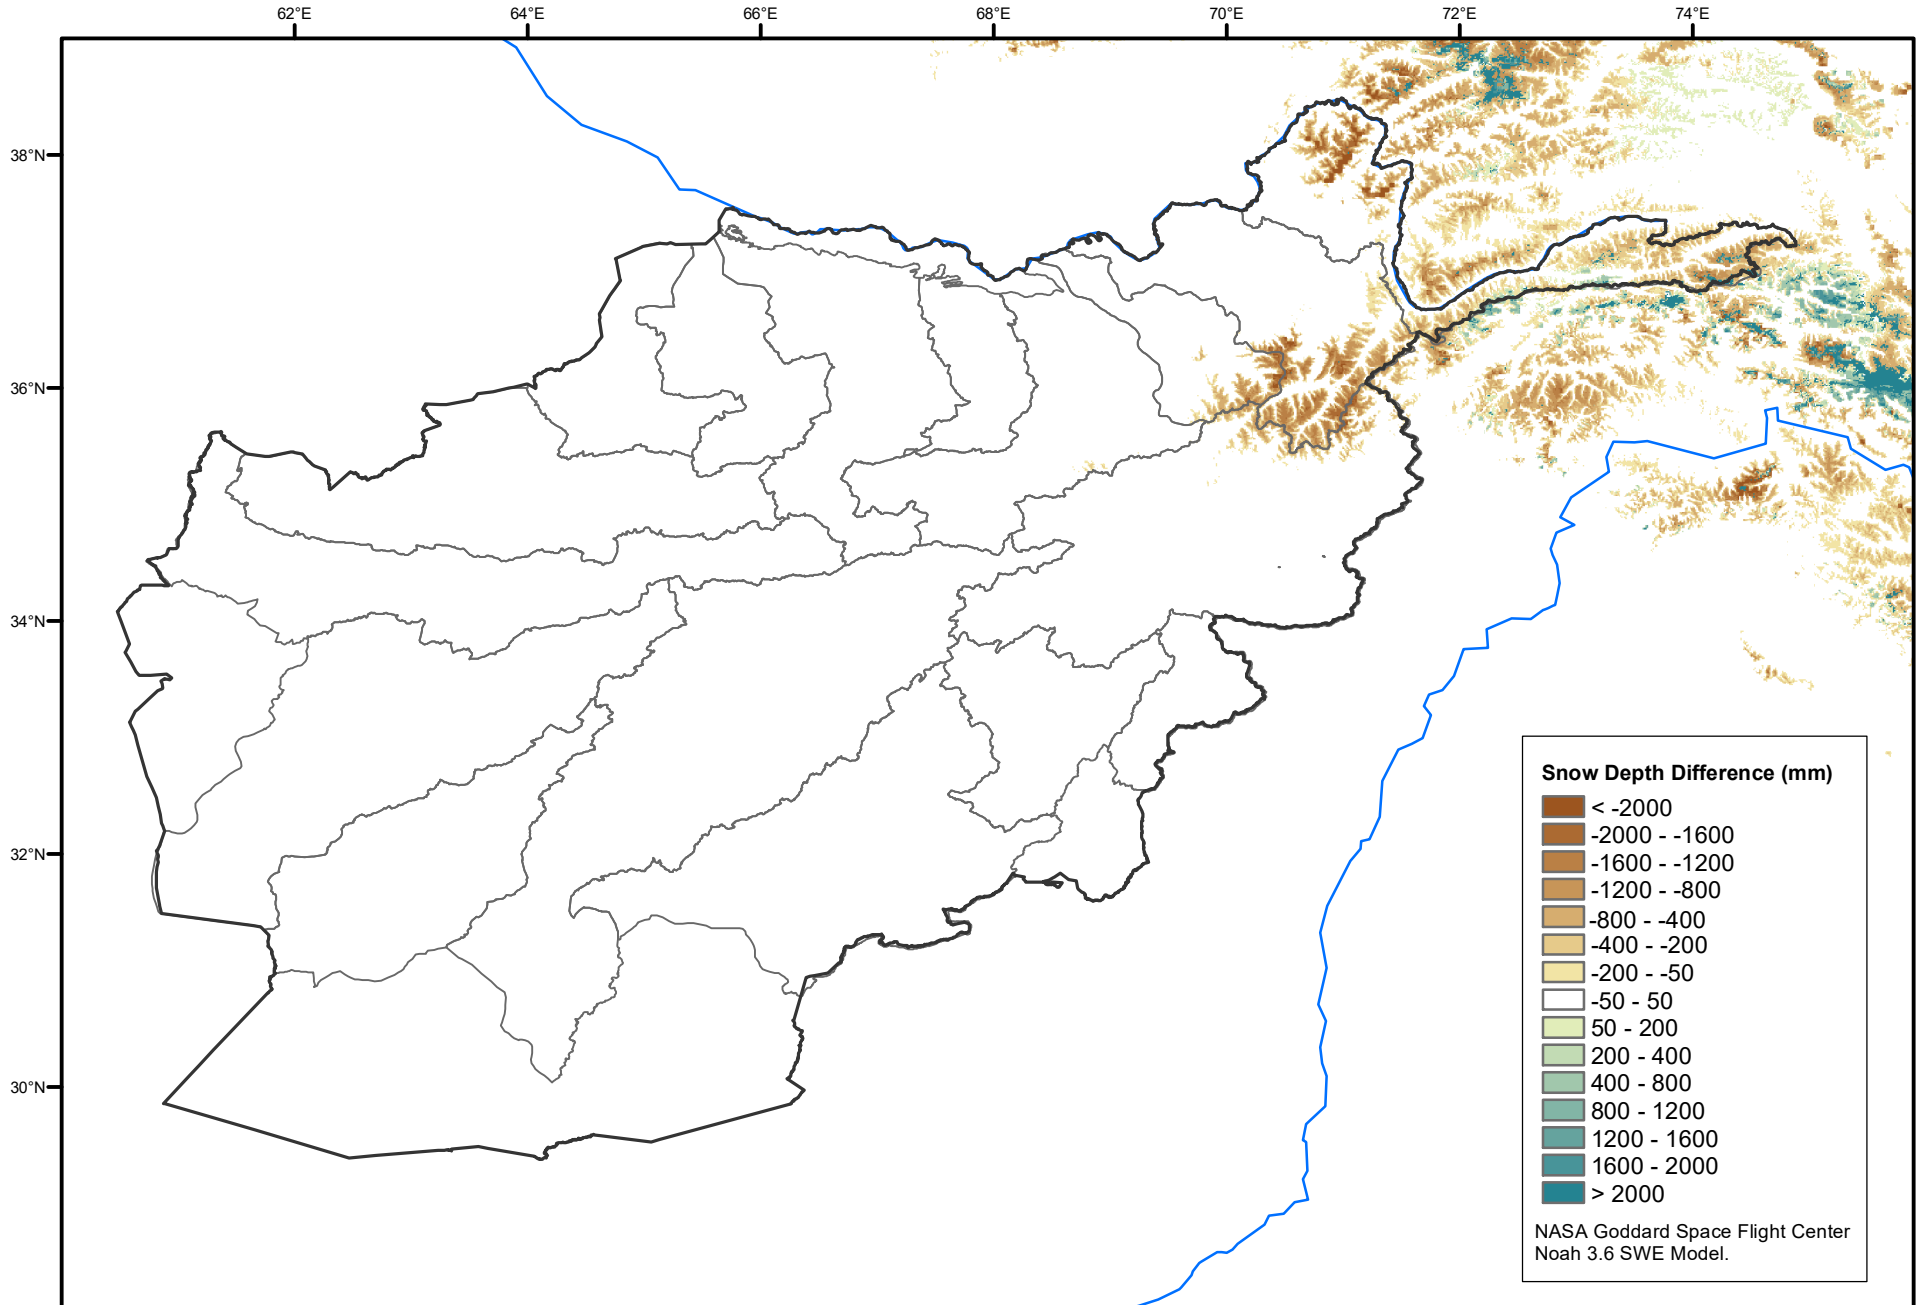 62°E 64°E 66°E 68°E 70°E 72°E 74°E
38°N
36°N
34°N
32°N
30°N
Snow Depth Difference (mm)
< -2000
-2000 - -1600
-1600 - -1200
-1200 - -800
-800 - -400
-400 - -200
-200 - -50
-50 - 50
50 - 200
200 - 400
400 - 800
800 - 1200
1200 - 1600
1600 - 2000
> 2000
NASA Goddard Space Flight Center
Noah 3.6 SWE Model.